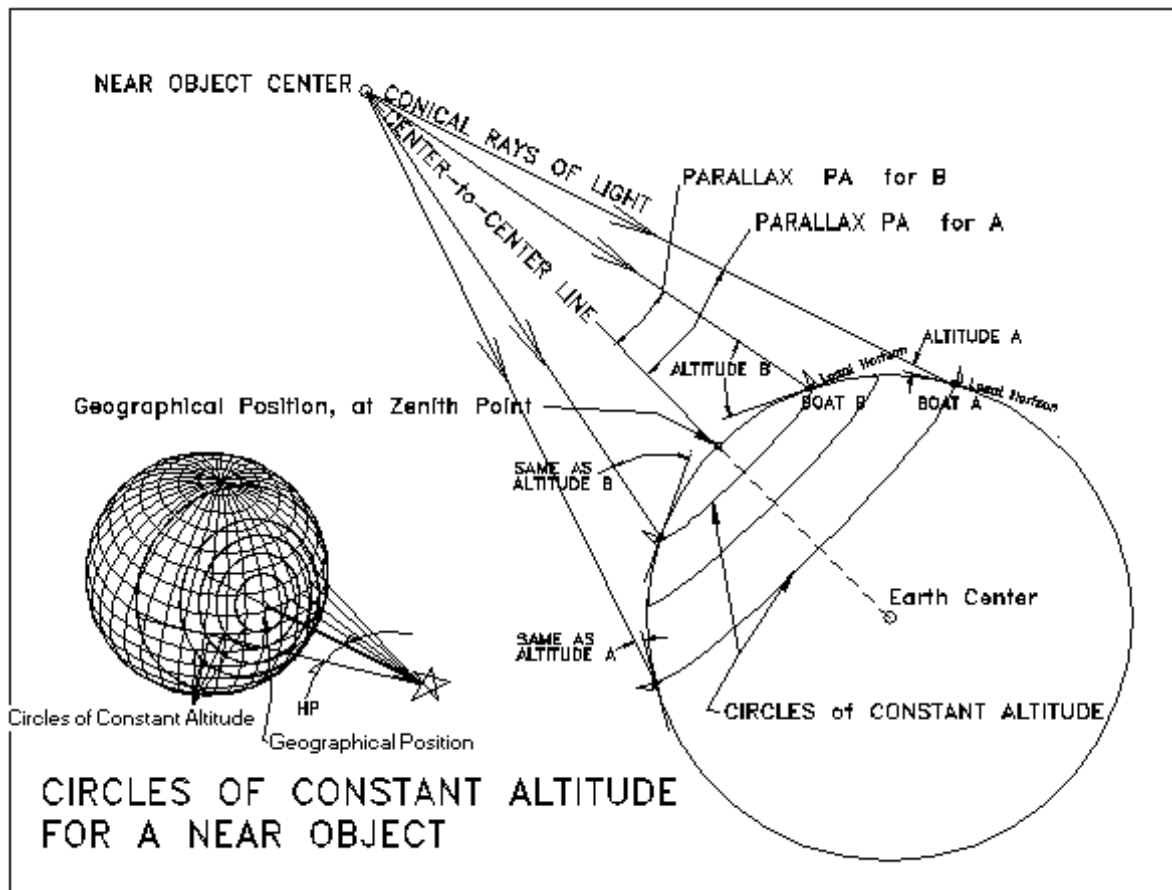 NEAR OBJECT CENTER
CONICAL RAYS OF LIGHT
CENTER-to-CENTER LINE
PARALLAX PA for B
PARALLAX PA for A
ALTITUDE A
Local Horizon
ALTITUDE B
Local Horizon
BOAT B
BOAT A
Geographical Position, at Zenith Point
SAME AS
ALTITUDE B
Earth Center
SAME AS
ALTITUDE A
HP
Circles of Constant Altitude
CIRCLES of CONSTANT ALTITUDE
Geographical Position
CIRCLES OF CONSTANT ALTITUDE
FOR A NEAR OBJECT